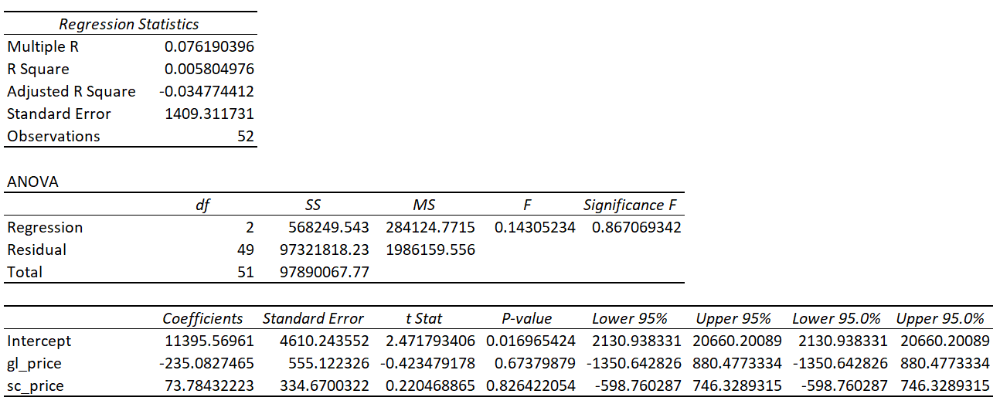 Regression Statistics
Multiple R 0.076190396
R Square 0.005804976
Adjusted R Square -0.034774412
Standard Error 1409.311731
Observations 52
ANOVA
df SS MS F Significance F
Regression 2 568249.543 284124.7715 0.14305234 0.867069342
Residual 49 97321818.23 1986159.556
Total 51 97890067.77
Coefficients Standard Error t Stat P-value Lower 95% Upper 95% Lower 95.0% Upper 95.0%
Intercept 11395.56961 4610.243552 2.471793406 0.016965424 2130.938331 20660.20089 2130.938331 20660.20089
gl_price -235.0827465 555.122326 -0.423479178 0.67379879 -1350.642826 880.4773334 -1350.642826 880.4773334
sc_price 73.78432223 334.6700322 0.220468865 0.826422054 -598.760287 746.3289315 -598.760287 746.3289315